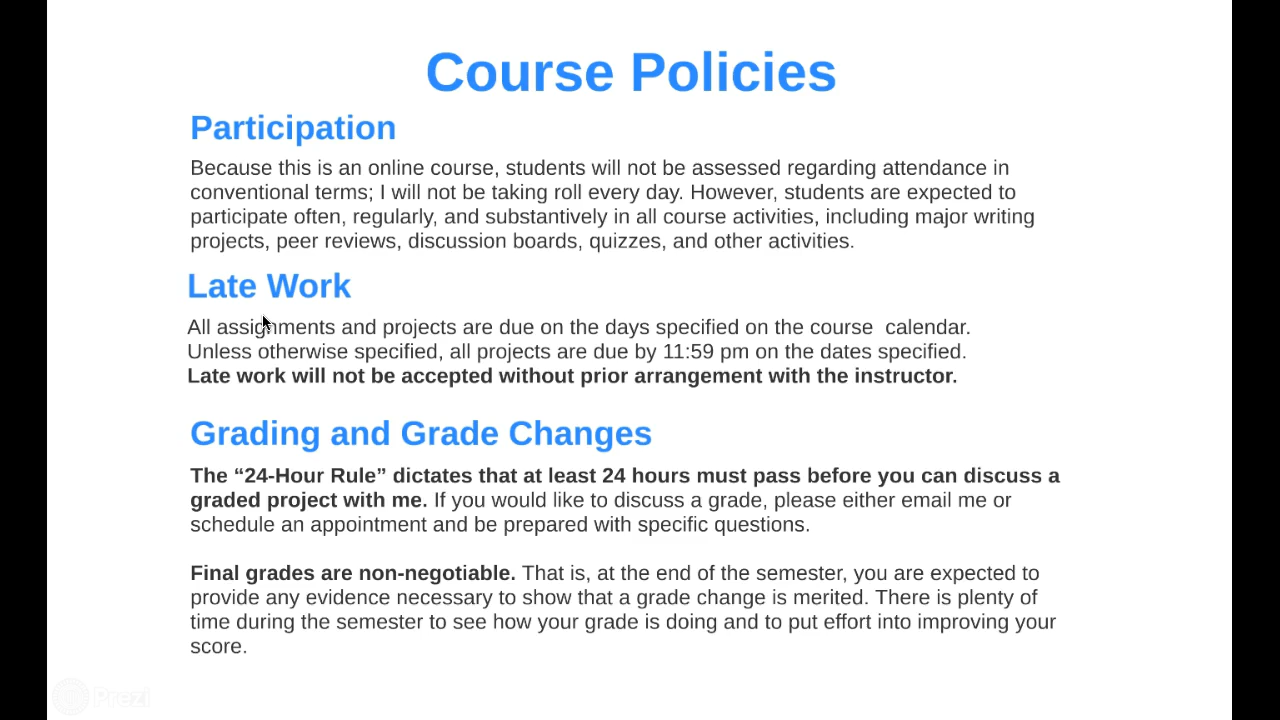 Course Policies
Participation
Because this is an online course, students will not be assessed regarding attendance in
conventional terms; I will not be taking roll every day. However, students are expected to
participate often, regularly, and substantively in all course activities, including major writing
projects, peer reviews, discussion boards, quizzes, and other activities.
Late Work
All assignments and projects are due on the days specified on the course  calendar.
Unless otherwise specified, all projects are due by 11:59 pm on the dates specified.
Late work will not be accepted without prior arrangement with the instructor.
Grading and Grade Changes
The “24-Hour Rule” dictates that at least 24 hours must pass before you can discuss a
graded project with me. If you would like to discuss a grade, please either email me or
schedule an appointment and be prepared with specific questions.
Final grades are non-negotiable. That is, at the end of the semester, you are expected to
provide any evidence necessary to show that a grade change is merited. There is plenty of
time during the semester to see how your grade is doing and to put effort into improving your
score.
Prezi